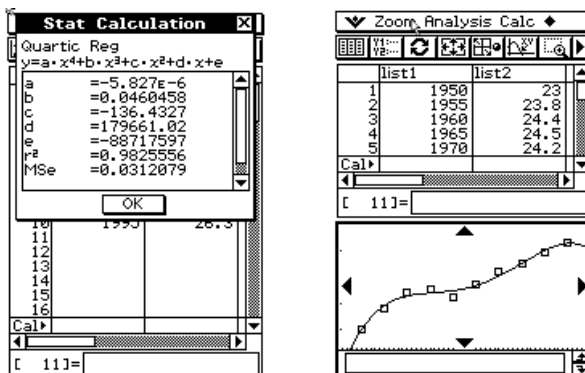 Stat Calculation
Quartic Reg
y=a·x⁴+b·x³+c·x²+d·x+e
a =-5.827E-6
b =0.0460458
c =-136.4327
d =179661.02
e =-88717597
r² =0.9825556
MSe =0.0312079
OK
10 1995 26.3
11
12
13
14
15
16
Cal
[ 11]=
Zoom Analysis Calc
list1 list2
1 1950 23
2 1955 23.8
3 1960 24.4
4 1965 24.5
5 1970 24.2
Cal
[ 11]=